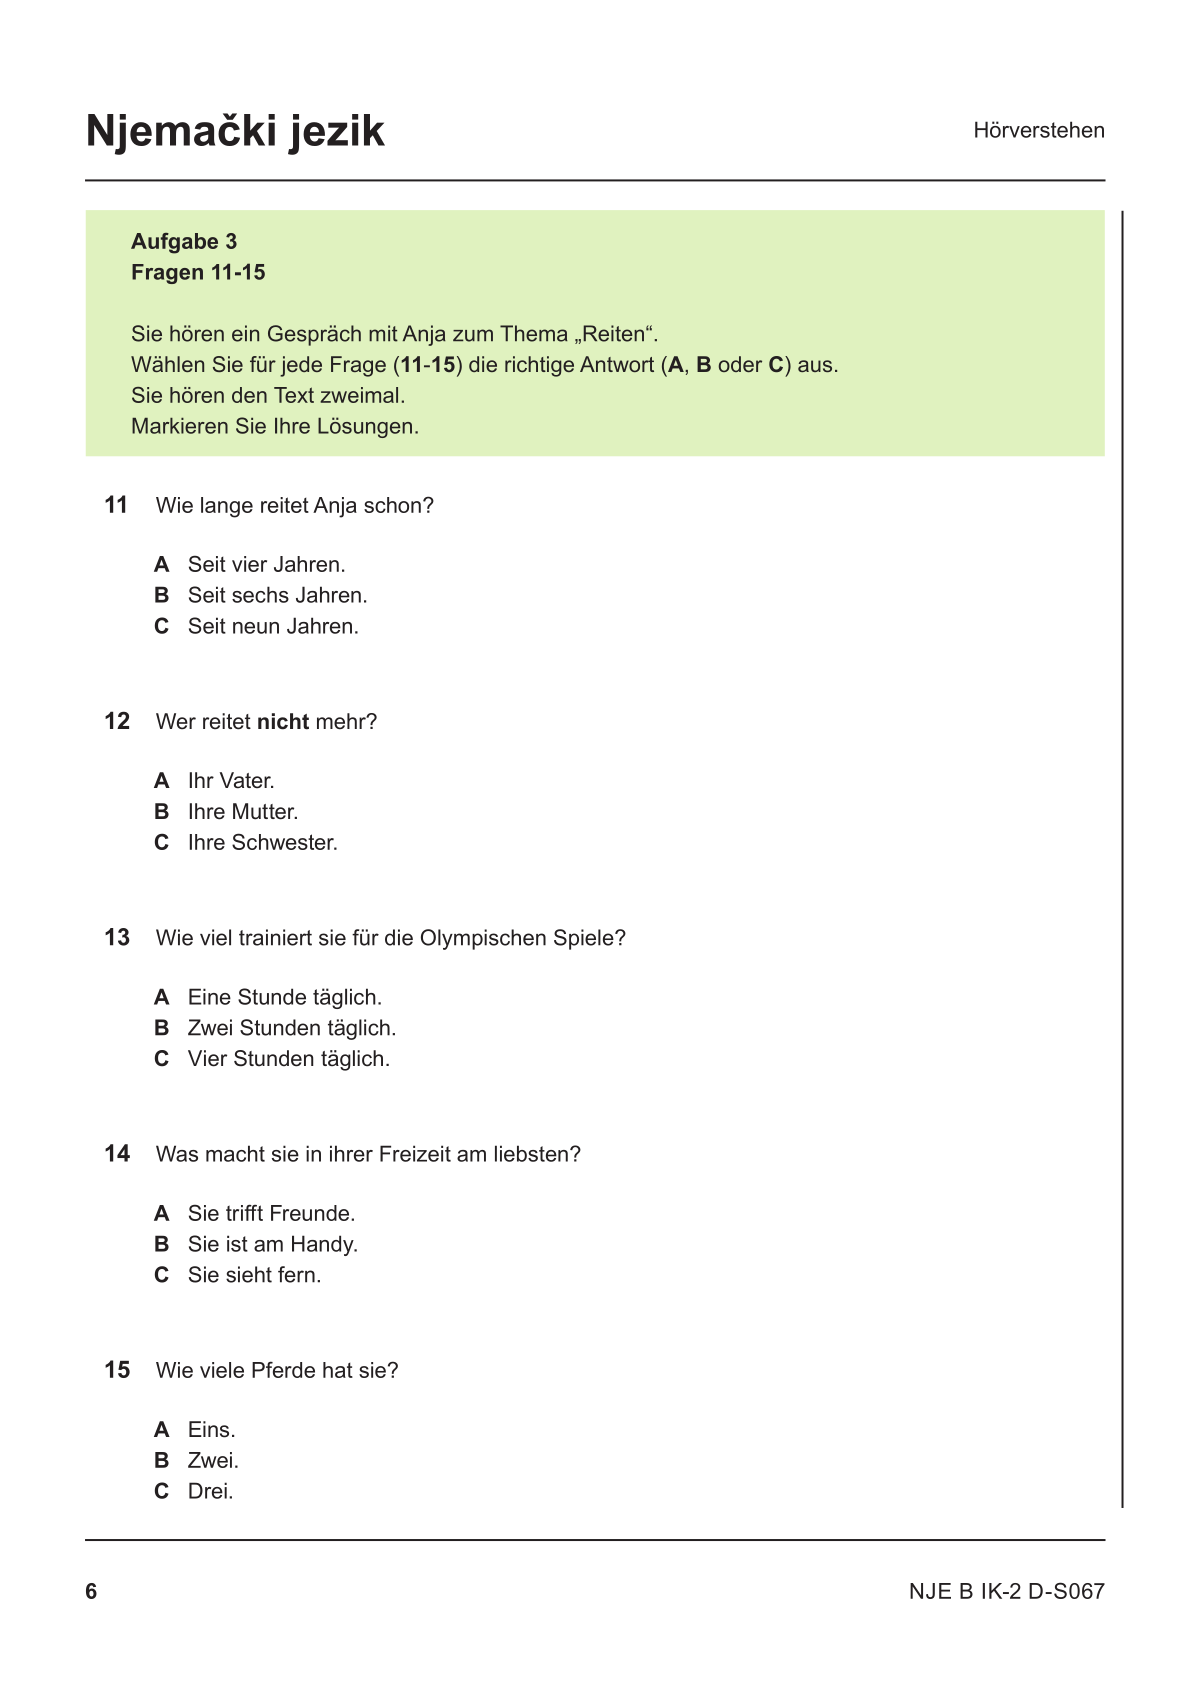 Njemački jezik
Hörverstehen
Aufgabe 3
Fragen 11-15
Sie hören ein Gespräch mit Anja zum Thema „Reiten“.
Wählen Sie für jede Frage (11-15) die richtige Antwort (A, B oder C) aus.
Sie hören den Text zweimal.
Markieren Sie Ihre Lösungen.
11 Wie lange reitet Anja schon?
A Seit vier Jahren.
B Seit sechs Jahren.
C Seit neun Jahren.
12 Wer reitet nicht mehr?
A Ihr Vater.
B Ihre Mutter.
C Ihre Schwester.
13 Wie viel trainiert sie für die Olympischen Spiele?
A Eine Stunde täglich.
B Zwei Stunden täglich.
C Vier Stunden täglich.
14 Was macht sie in ihrer Freizeit am liebsten?
A Sie trifft Freunde.
B Sie ist am Handy.
C Sie sieht fern.
15 Wie viele Pferde hat sie?
A Eins.
B Zwei.
C Drei.
6
NJE B IK-2 D-S067